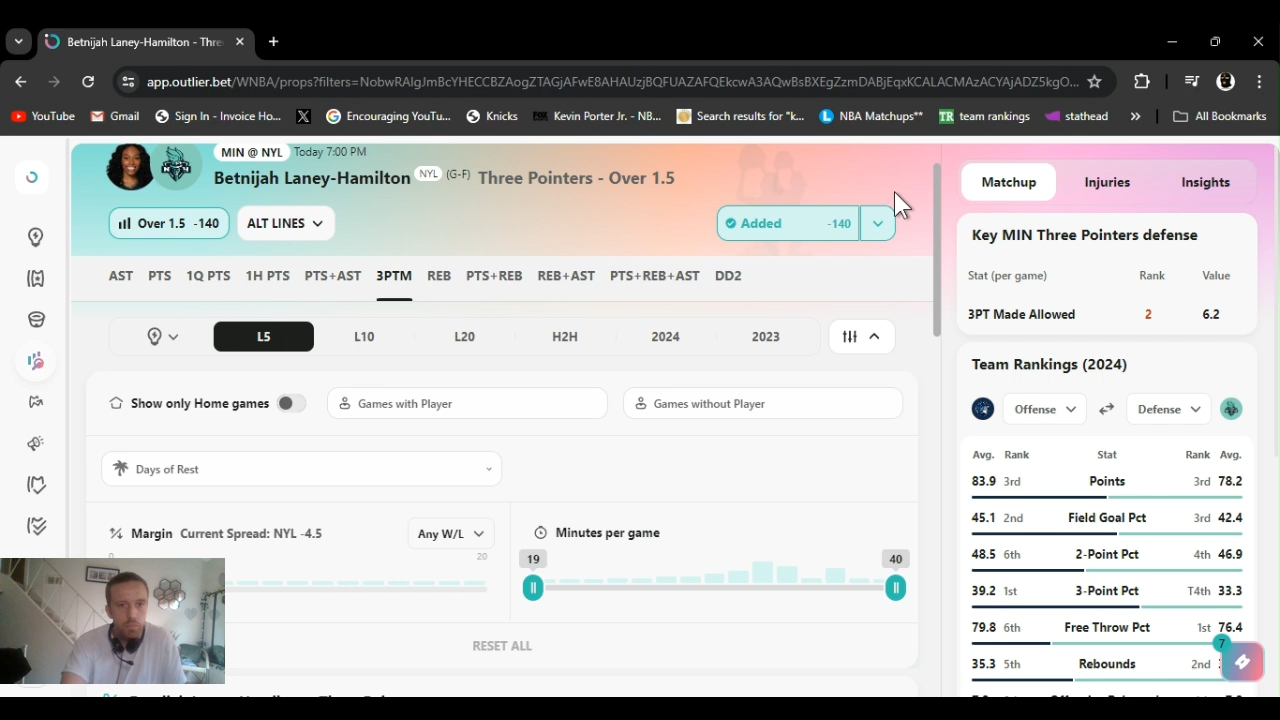 Betnijah Laney-Hamilton - Thre
app.outlier.bet/WNBA/props?filters=NobwRAlgJmBcYHECCBZAogZTAGjAFwE8AHAUzjBQFUAZAFQEkcwA3AQwBsBXEgZzmDABjEqxKCALACMAzACYAjADZ5kgO...
YouTube
Gmail
Sign In - Invoice Ho...
Encouraging YouTu...
Knicks
Kevin Porter Jr. - NB...
Search results for "k...
NBA Matchups**
TR team rankings
stathead
»
All Bookmarks
MIN @ NYL Today 7:00 PM
Betnijah Laney-Hamilton NYL (G-F) Three Pointers - Over 1.5
Over 1.5 -140
ALT LINES
Added -140
AST PTS 1Q PTS 1H PTS PTS+AST 3PTM REB PTS+REB REB+AST PTS+REB+AST DD2
L5 L10 L20 H2H 2024 2023
Show only Home games
Games with Player
Games without Player
Days of Rest
Margin Current Spread: NYL -4.5
Any W/L
0 20
Minutes per game
19 40
RESET ALL
Matchup Injuries Insights
Key MIN Three Pointers defense
Stat (per game) Rank Value
3PT Made Allowed 2 6.2
Team Rankings (2024)
Offense Defense
Avg. Rank Stat Rank Avg.
83.9 3rd Points 3rd 78.2
45.1 2nd Field Goal Pct 3rd 42.4
48.5 6th 2-Point Pct 4th 46.9
39.2 1st 3-Point Pct T4th 33.3
79.8 6th Free Throw Pct 1st 76.4
35.3 5th Rebounds 2nd
7